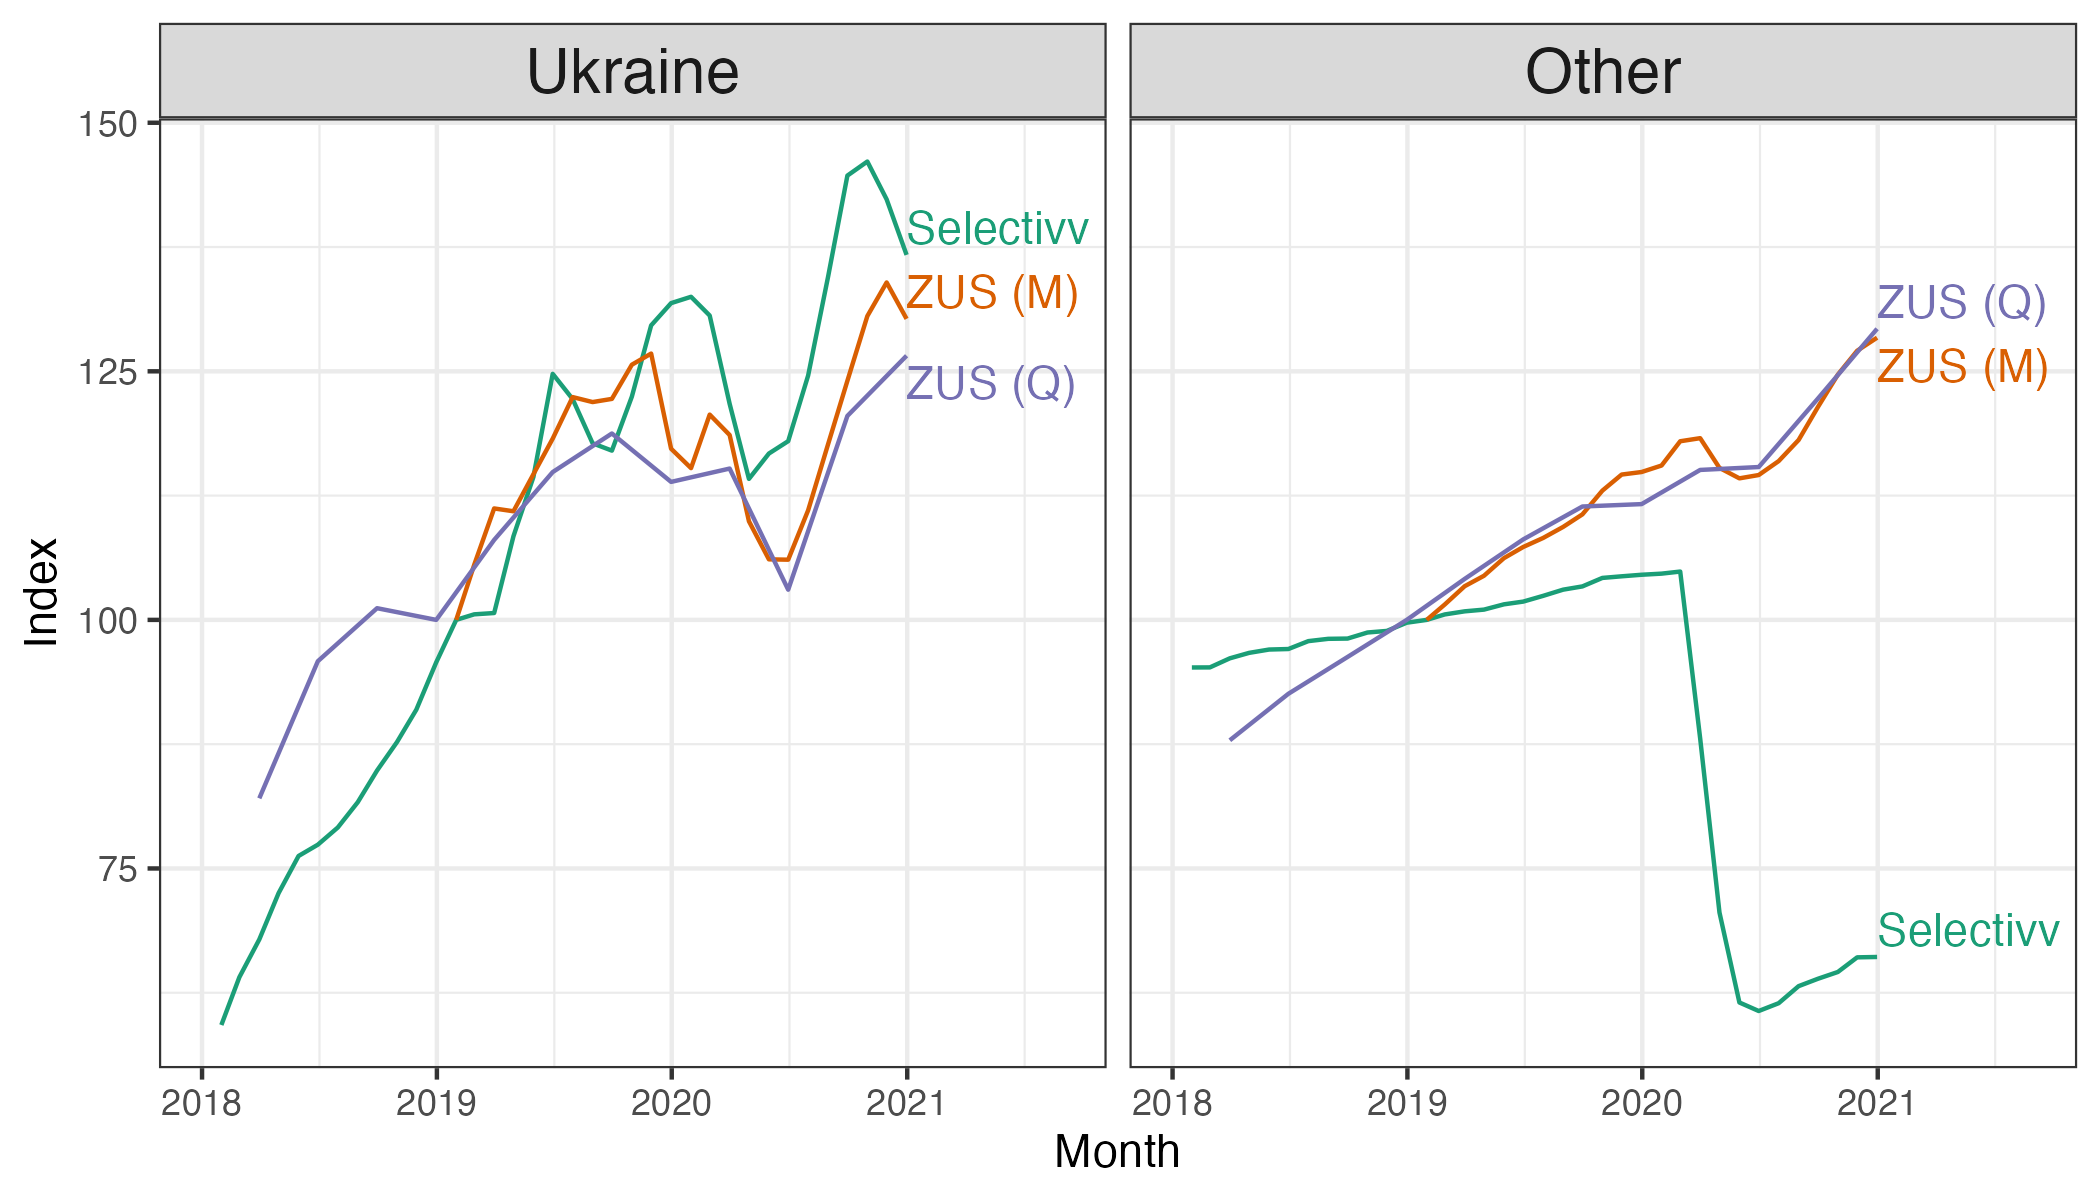 Ukraine
Other
150
125
100
75
Index
Selectivv
ZUS (M)
ZUS (Q)
ZUS (Q)
ZUS (M)
Selectivv
2018 2019 2020 2021
2018 2019 2020 2021
Month